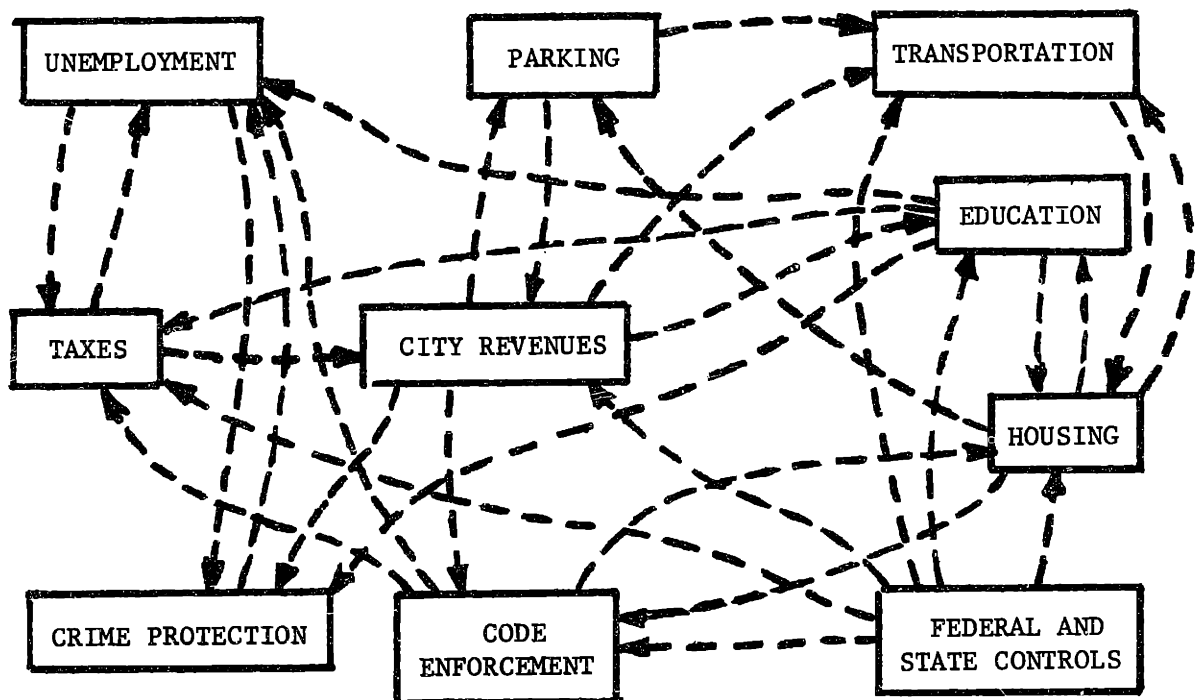 UNEMPLOYMENT
PARKING
TRANSPORTATION
EDUCATION
TAXES
CITY REVENUES
HOUSING
CRIME PROTECTION
CODE
ENFORCEMENT
FEDERAL AND
STATE CONTROLS